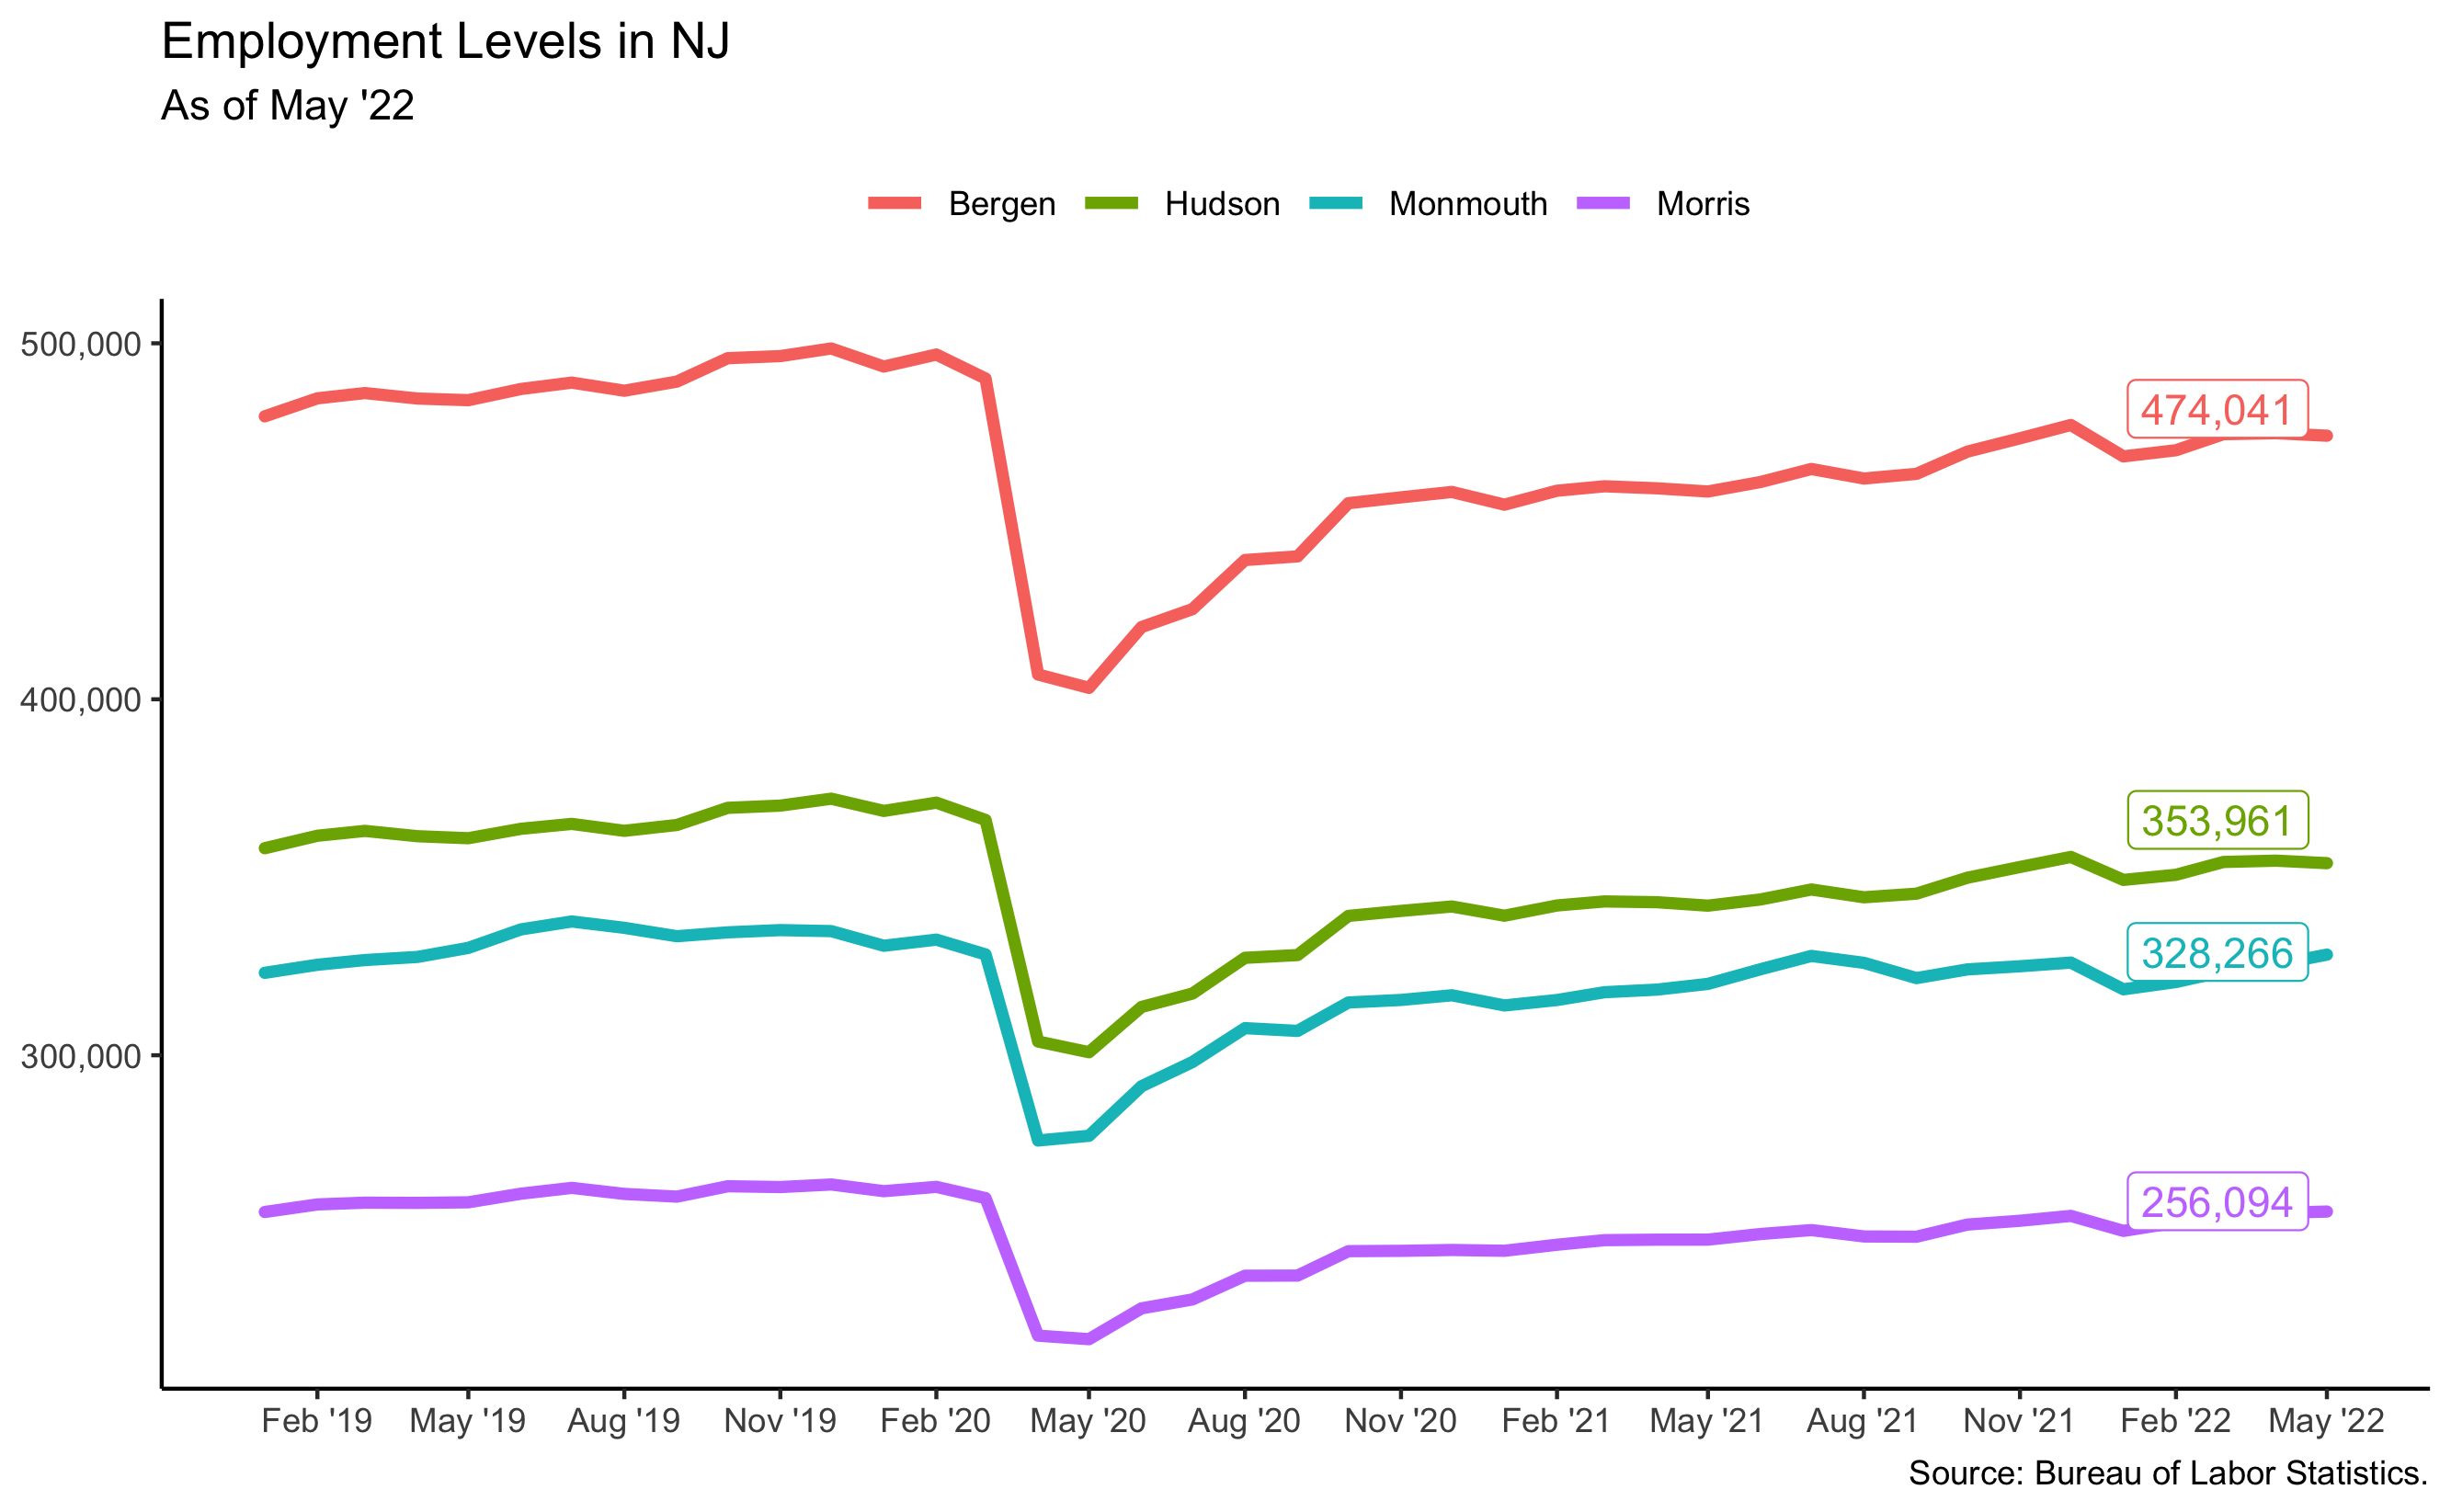 Employment Levels in NJ
As of May '22
Bergen Hudson Monmouth Morris
500,000
474,041
400,000
353,961
328,266
300,000
256,094
Feb '19 May '19 Aug '19 Nov '19 Feb '20 May '20 Aug '20 Nov '20 Feb '21 May '21 Aug '21 Nov '21 Feb '22 May '22
Source: Bureau of Labor Statistics.